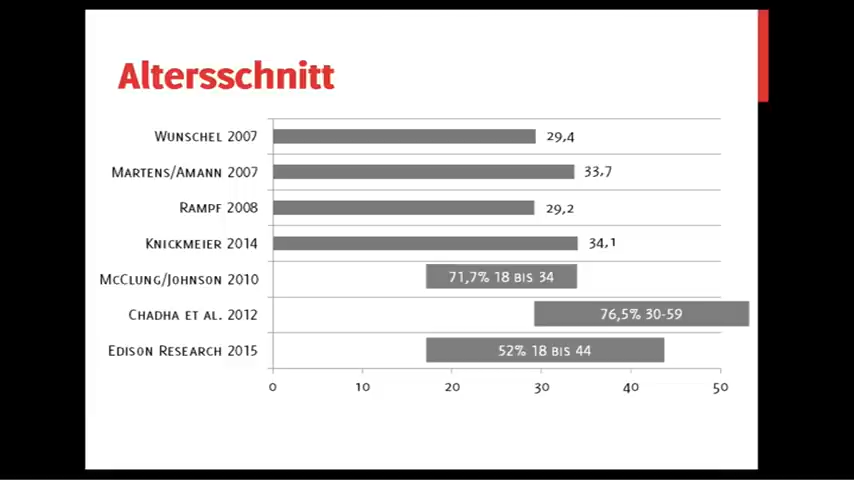 Altersschnitt
Wunschel 2007 29,4
Martens/Amann 2007 33,7
Rampf 2008 29,2
Knickmeier 2014 34,1
McClung/Johnson 2010 71,7% 18 bis 34
Chadha et al. 2012 76,5% 30-59
Edison Research 2015 52% 18 bis 44
0 10 20 30 40 50